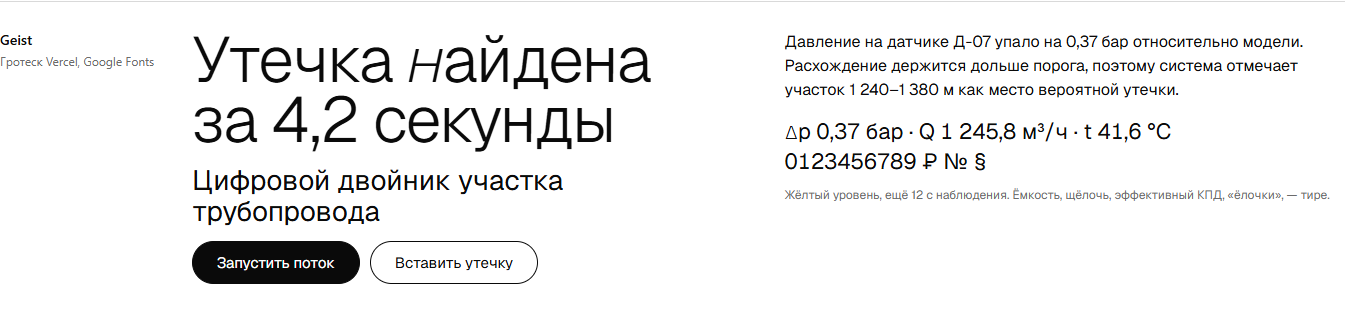 Geist
Гротеск Vercel, Google Fonts
Утечка найдена
за 4,2 секунды
Цифровой двойник участка
трубопровода
Запустить поток
Вставить утечку
Давление на датчике Д-07 упало на 0,37 бар относительно модели.
Расхождение держится дольше порога, поэтому система отмечает
участок 1 240–1 380 м как место вероятной утечки.
Δp 0,37 бар · Q 1 245,8 м³/ч · t 41,6 °C
0123456789 ₽ № §
Жёлтый уровень, ещё 12 с наблюдения. Ёмкость, щёлочь, эффективный КПД, «ёлочки», — тире.